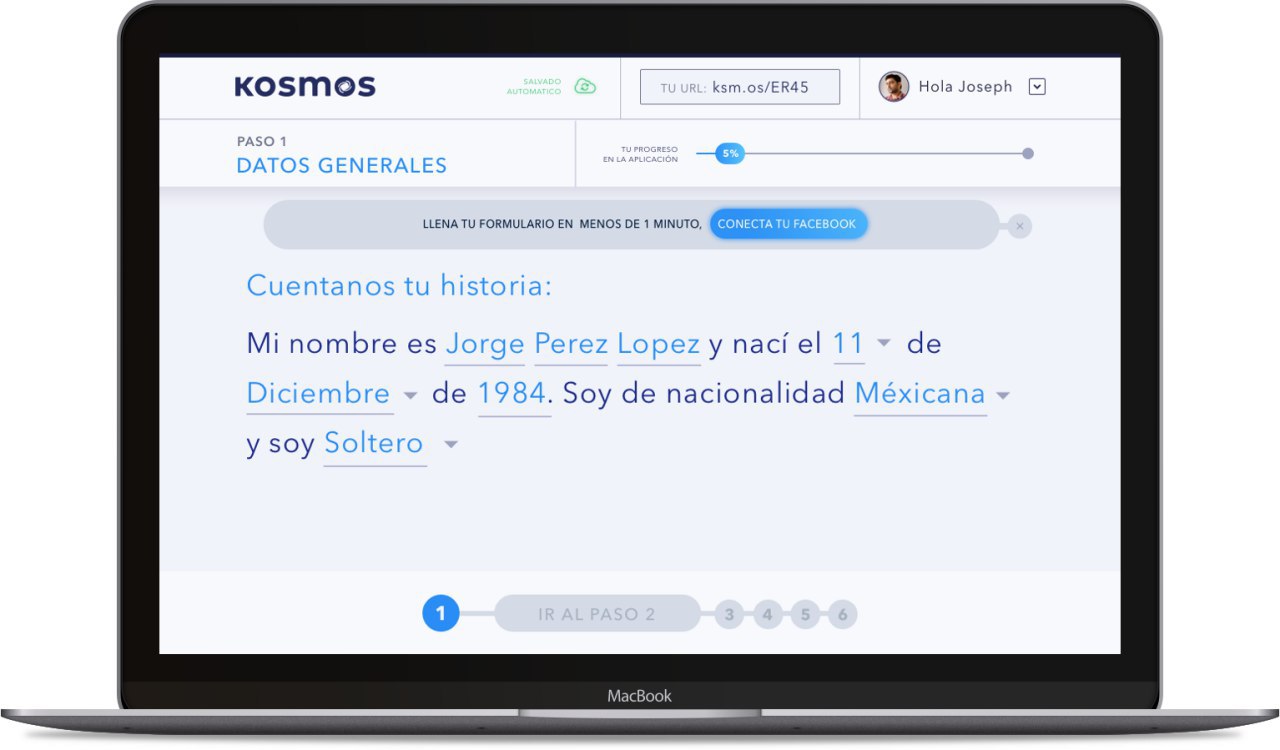 KOSMOS
SALVADO
AUTOMATICO
TU URL: ksm.os/ER45
Hola Joseph
PASO 1
DATOS GENERALES
TU PROGRESO
EN LA APLICACIÓN
5%
LLENA TU FORMULARIO EN MENOS DE 1 MINUTO, CONECTA TU FACEBOOK ×
Cuentanos tu historia:
Mi nombre es Jorge Perez Lopez y nací el 11 de
Diciembre de 1984. Soy de nacionalidad Méxicana
y soy Soltero
1 IR AL PASO 2 3 4 5 6
MacBook